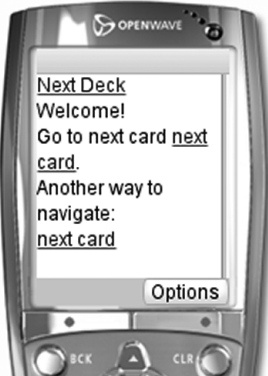 OPENWAVE
Next Deck
Welcome!
Go to next card next
card.
Another way to
navigate:
next card
Options
BCK
CLR